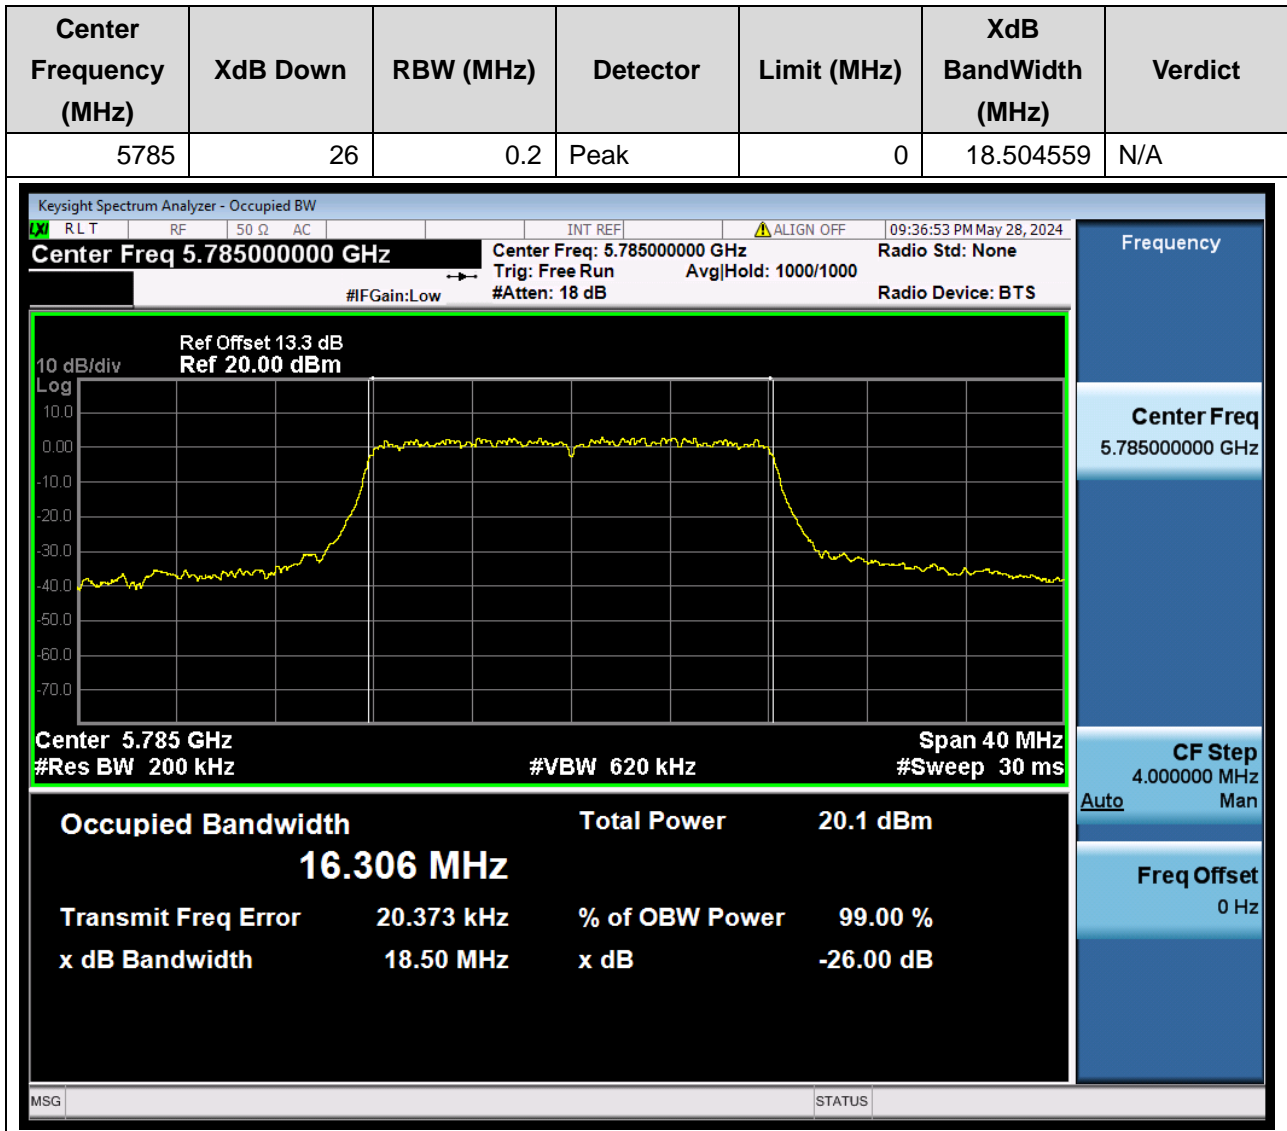 Center Frequency (MHz) XdB Down RBW (MHz) Detector Limit (MHz) XdB BandWidth (MHz) Verdict
5785 26 0.2 Peak 0 18.504559 N/A
Keysight Spectrum Analyzer - Occupied BW
LXI R L T RF 50 Ω AC INT REF ALIGN OFF 09:36:53 PM May 28, 2024
Center Freq 5.785000000 GHz
Center Freq: 5.785000000 GHz
Radio Std: None
Trig: Free Run Avg|Hold: 1000/1000
#IFGain:Low #Atten: 18 dB Radio Device: BTS
Ref Offset 13.3 dB
10 dB/div Ref 20.00 dBm
Log
10.0
0.00
-10.0
-20.0
-30.0
-40.0
-50.0
-60.0
-70.0
Center 5.785 GHz Span 40 MHz
#Res BW 200 kHz #VBW 620 kHz #Sweep 30 ms
Occupied Bandwidth Total Power 20.1 dBm
16.306 MHz
Transmit Freq Error 20.373 kHz % of OBW Power 99.00 %
x dB Bandwidth 18.50 MHz x dB -26.00 dB
MSG STATUS
Frequency
Center Freq
5.785000000 GHz
CF Step
4.000000 MHz
Auto Man
Freq Offset
0 Hz